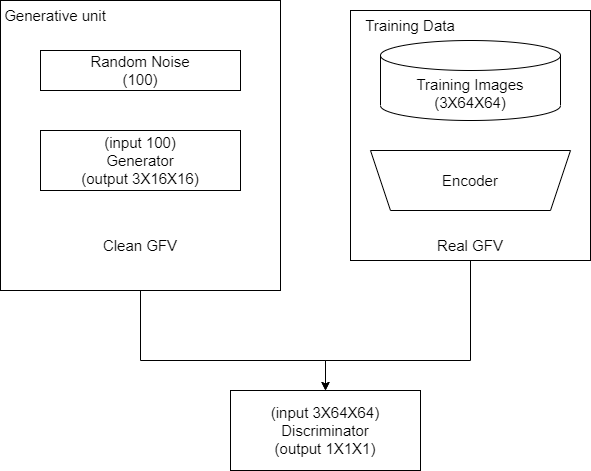 Generative unit
Random Noise
(100)
(input 100)
Generator
(output 3X16X16)
Clean GFV
Training Data
Training Images
(3X64X64)
Encoder
Real GFV
(input 3X64X64)
Discriminator
(output 1X1X1)